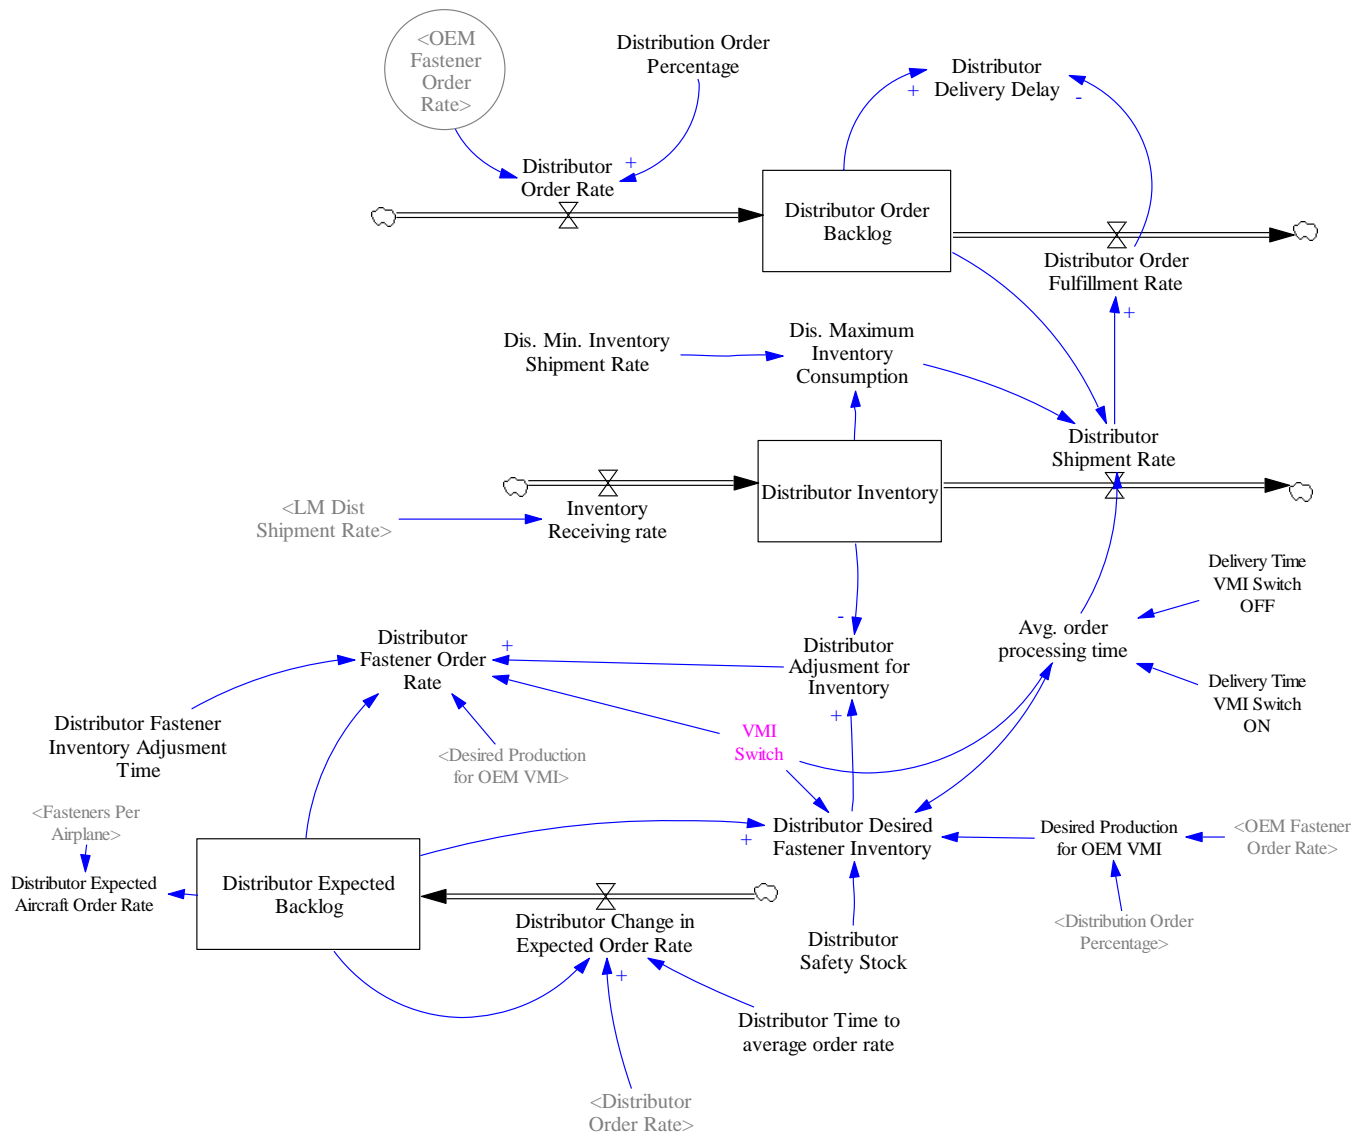 <OEM
Fastener
Order
Rate>
Distribution Order
Percentage
Distributor
Delivery Delay
+
-
Distributor
Order Rate
+
Distributor Order
Backlog
Distributor Order
Fulfillment Rate
+
Dis. Min. Inventory
Shipment Rate
Dis. Maximum
Inventory
Consumption
Distributor
Shipment Rate
<LM Dist
Shipment Rate>
Inventory
Receiving rate
Distributor Inventory
Delivery Time
VMI Switch
OFF
Avg. order
processing time
Delivery Time
VMI Switch
ON
Distributor
Fastener Order
Rate
+
-
Distributor
Adjusment for
Inventory
+
Distributor Fastener
Inventory Adjusment
Time
<Desired Production
for OEM VMI>
VMI
Switch
<Fasteners Per
Airplane>
Distributor Expected
Aircraft Order Rate
Distributor Expected
Backlog
+
Distributor Desired
Fastener Inventory
Desired Production
for OEM VMI
<OEM Fastener
Order Rate>
Distributor Change in
Expected Order Rate
+
Distributor
Safety Stock
<Distribution Order
Percentage>
Distributor Time to
average order rate
<Distributor
Order Rate>